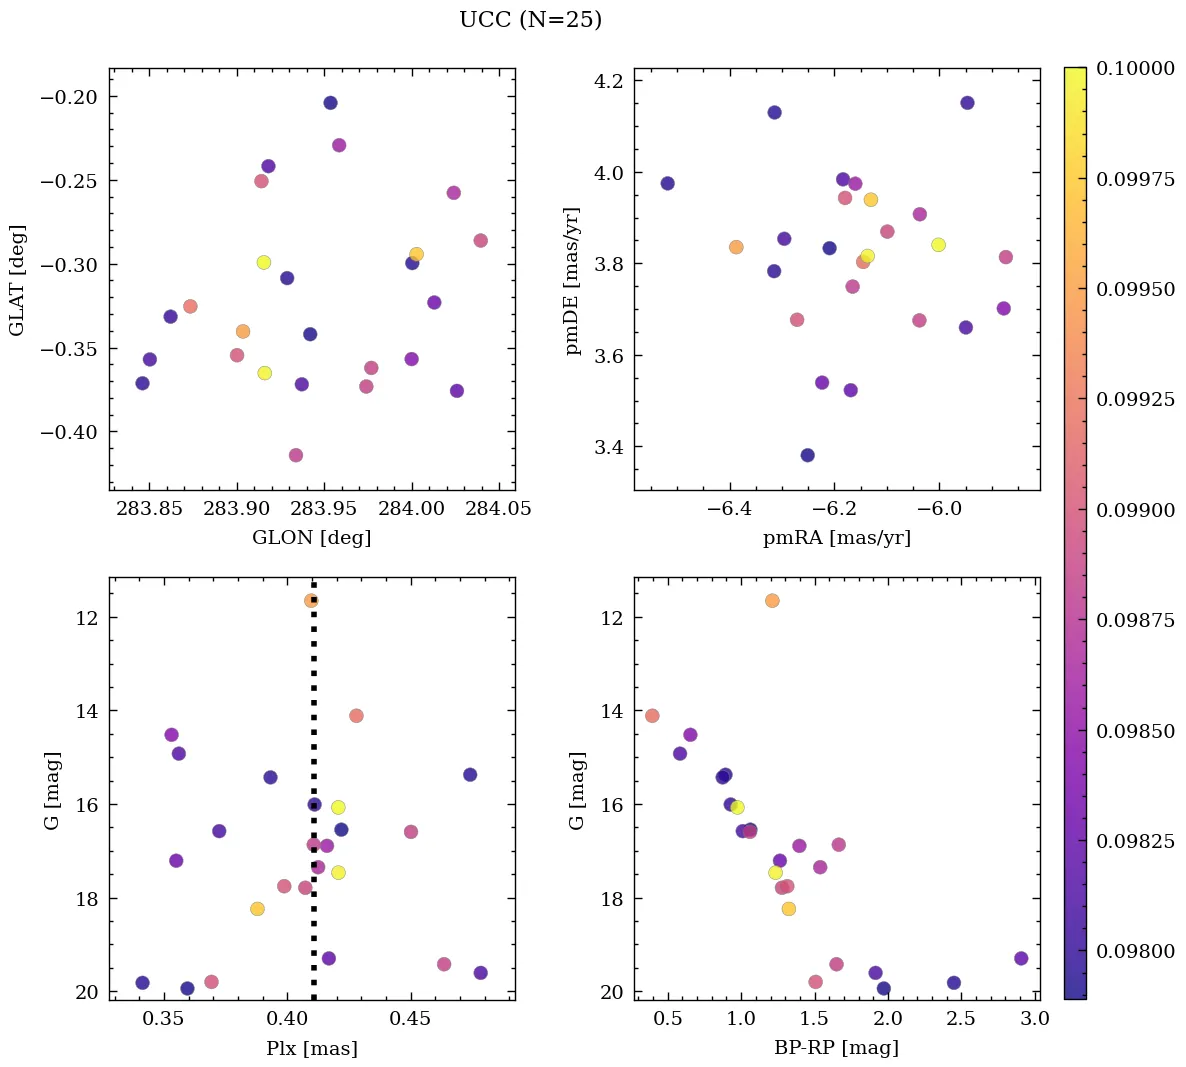 UCC (N=25)
−0.20
−0.25
−0.30
−0.35
−0.40
GLAT [deg]
283.85 283.90 283.95 284.00 284.05
GLON [deg]
4.2
4.0
3.8
3.6
3.4
pmDE [mas/yr]
−6.4 −6.2 −6.0
pmRA [mas/yr]
0.10000
0.09975
0.09950
0.09925
0.09900
0.09875
0.09850
0.09825
0.09800
12
14
16
18
20
G [mag]
0.35 0.40 0.45
Plx [mas]
12
14
16
18
20
G [mag]
0.5 1.0 1.5 2.0 2.5 3.0
BP-RP [mag]